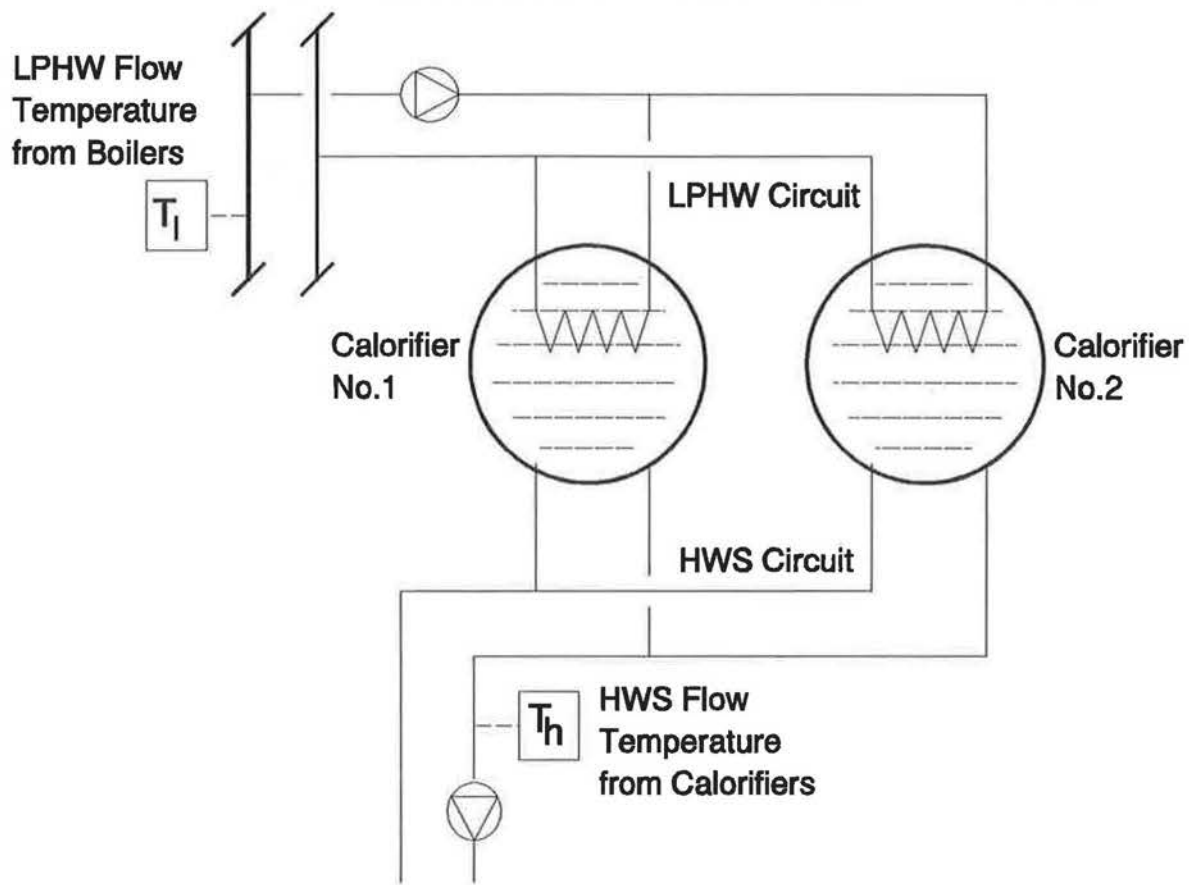 LPHW Flow
Temperature
from Boilers
Tl
LPHW Circuit
Calorifier
No.1
Calorifier
No.2
HWS Circuit
Th
HWS Flow
Temperature
from Calorifiers